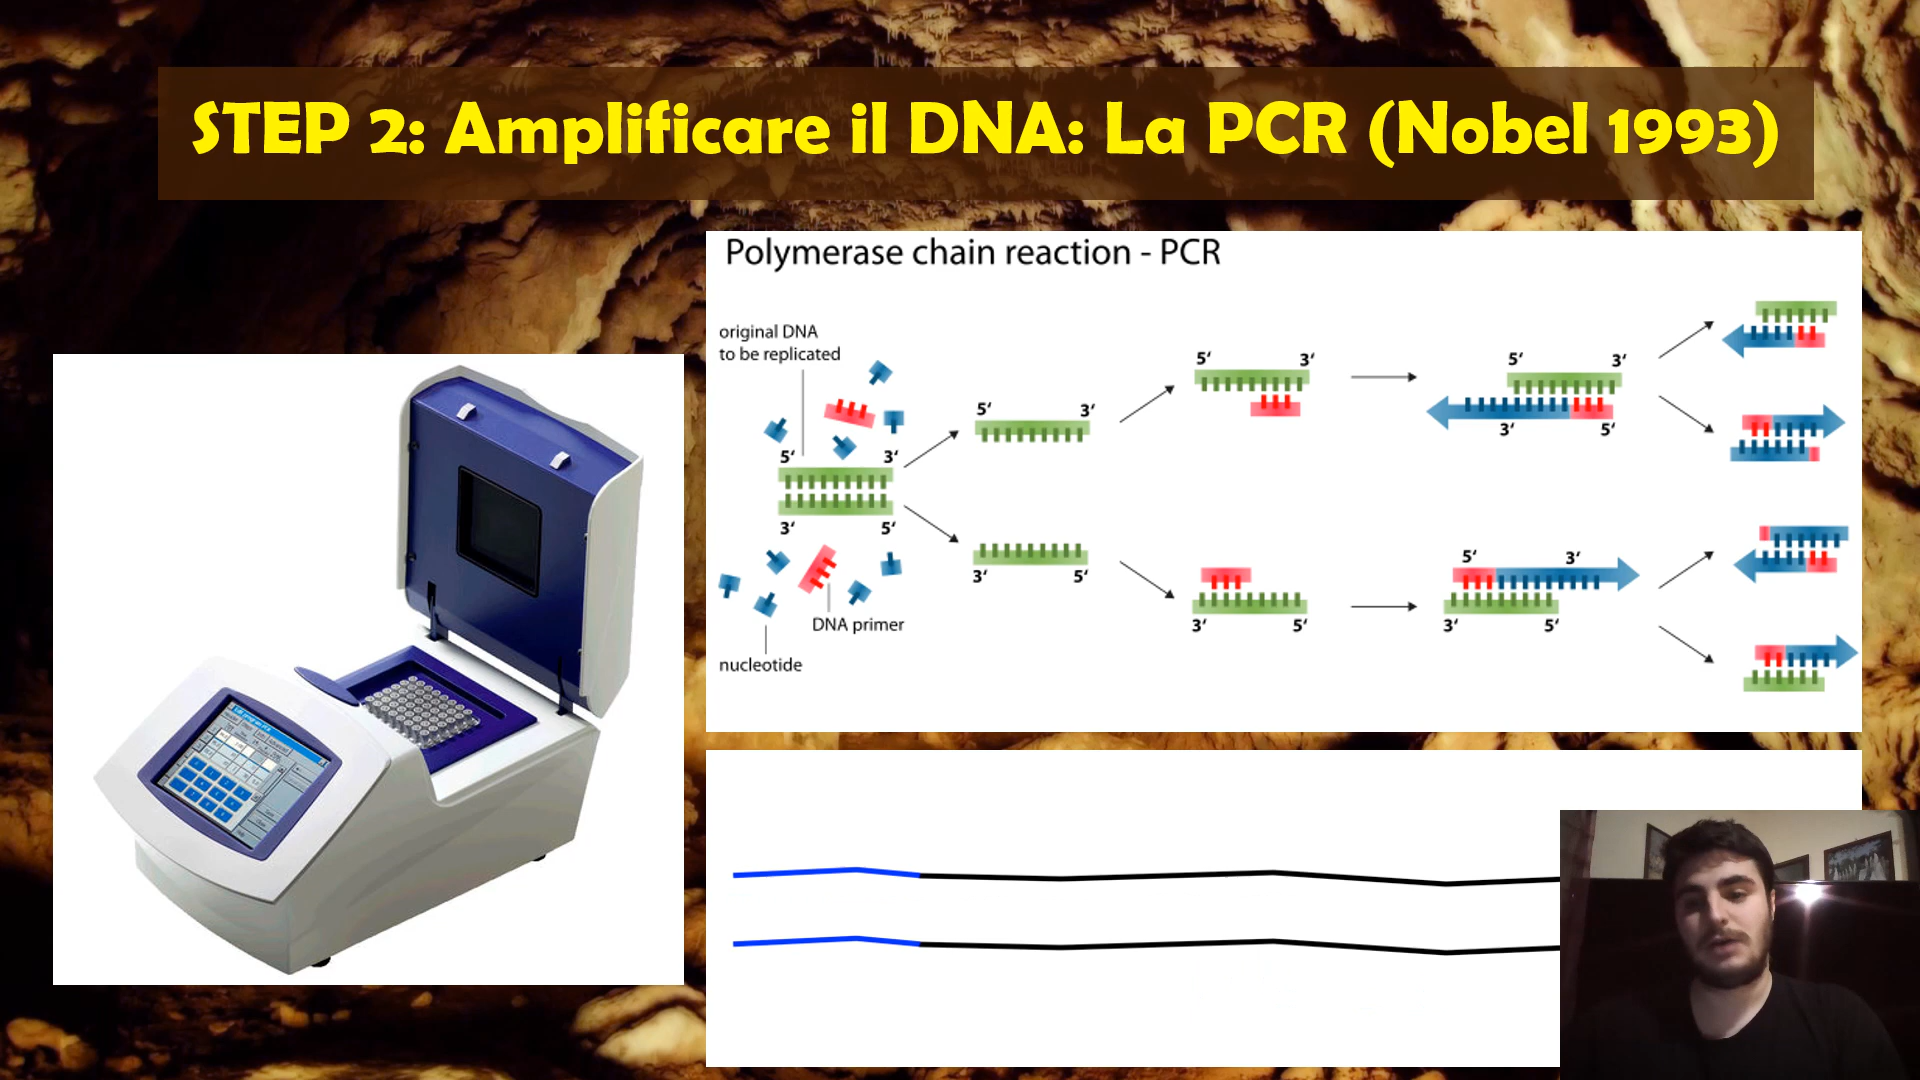 STEP 2: Amplificare il DNA: La PCR (Nobel 1993)
Polymerase chain reaction - PCR
original DNA
to be replicated
5‘ 3‘
3‘ 5‘
DNA primer
nucleotide
5‘ 3‘
3‘ 5‘
5‘ 3‘
3‘ 5‘
5‘ 3‘
3‘ 5‘
5‘ 3‘
3‘ 5‘